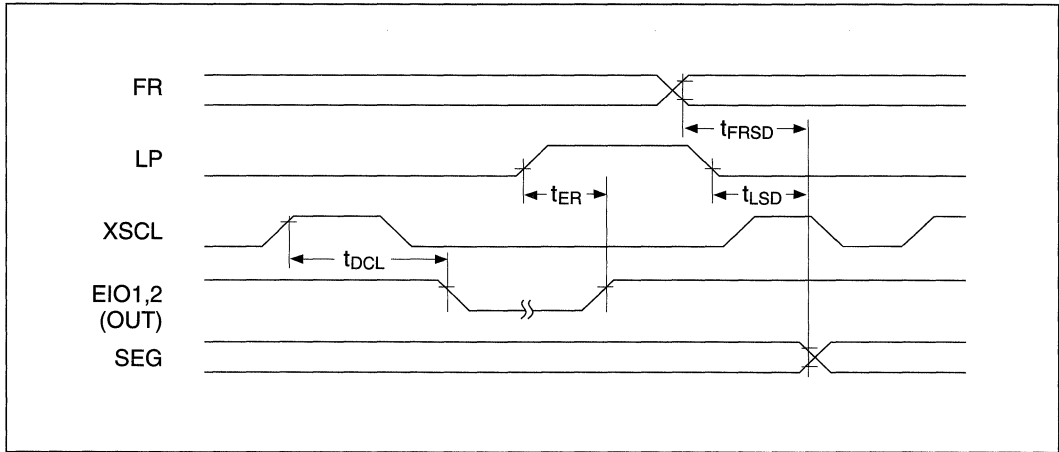 FR
tFRSD
LP
tER
tLSD
XSCL
tDCL
EIO1,2
(OUT)
SEG